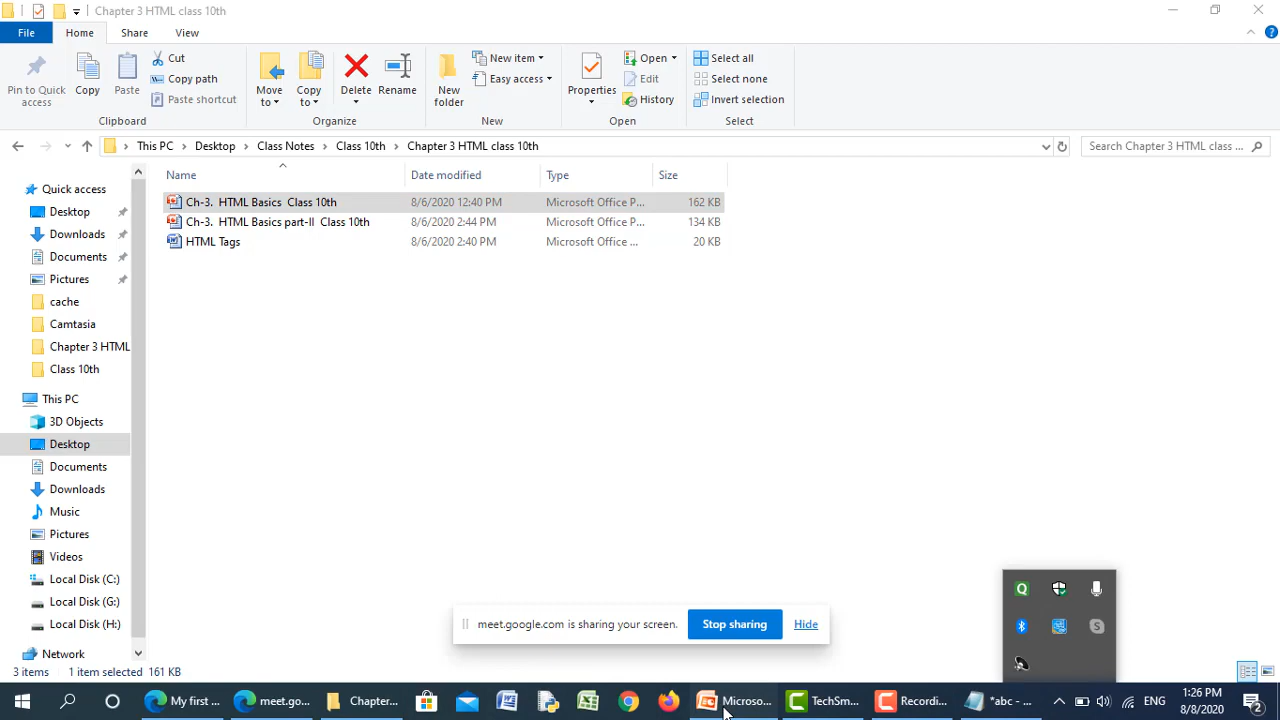 Chapter 3 HTML class 10th
File Home Share View
Pin to Quick access
Copy
Paste
Cut
Copy path
Paste shortcut
Move to
Copy to
Delete
Rename
New folder
New item
Easy access
Properties
Open
Edit
History
Select all
Select none
Invert selection
Clipboard Organize New Open Select
This PC Desktop Class Notes Class 10th Chapter 3 HTML class 10th
Search Chapter 3 HTML class ...
Name Date modified Type Size
Ch-3. HTML Basics Class 10th 8/6/2020 12:40 PM Microsoft Office P... 162 KB
Ch-3. HTML Basics part-II Class 10th 8/6/2020 2:44 PM Microsoft Office P... 134 KB
HTML Tags 8/6/2020 2:40 PM Microsoft Office ... 20 KB
Quick access
Desktop
Downloads
Documents
Pictures
cache
Camtasia
Chapter 3 HTML
Class 10th
This PC
3D Objects
Desktop
Documents
Downloads
Music
Pictures
Videos
Local Disk (C:)
Local Disk (G:)
Local Disk (H:)
Network
meet.google.com is sharing your screen. Stop sharing Hide
3 items 1 item selected 161 KB
My first ... meet.go... Chapter... Microso... TechSm... Recordi... *abc - ... ENG
1:26 PM
8/8/2020
2